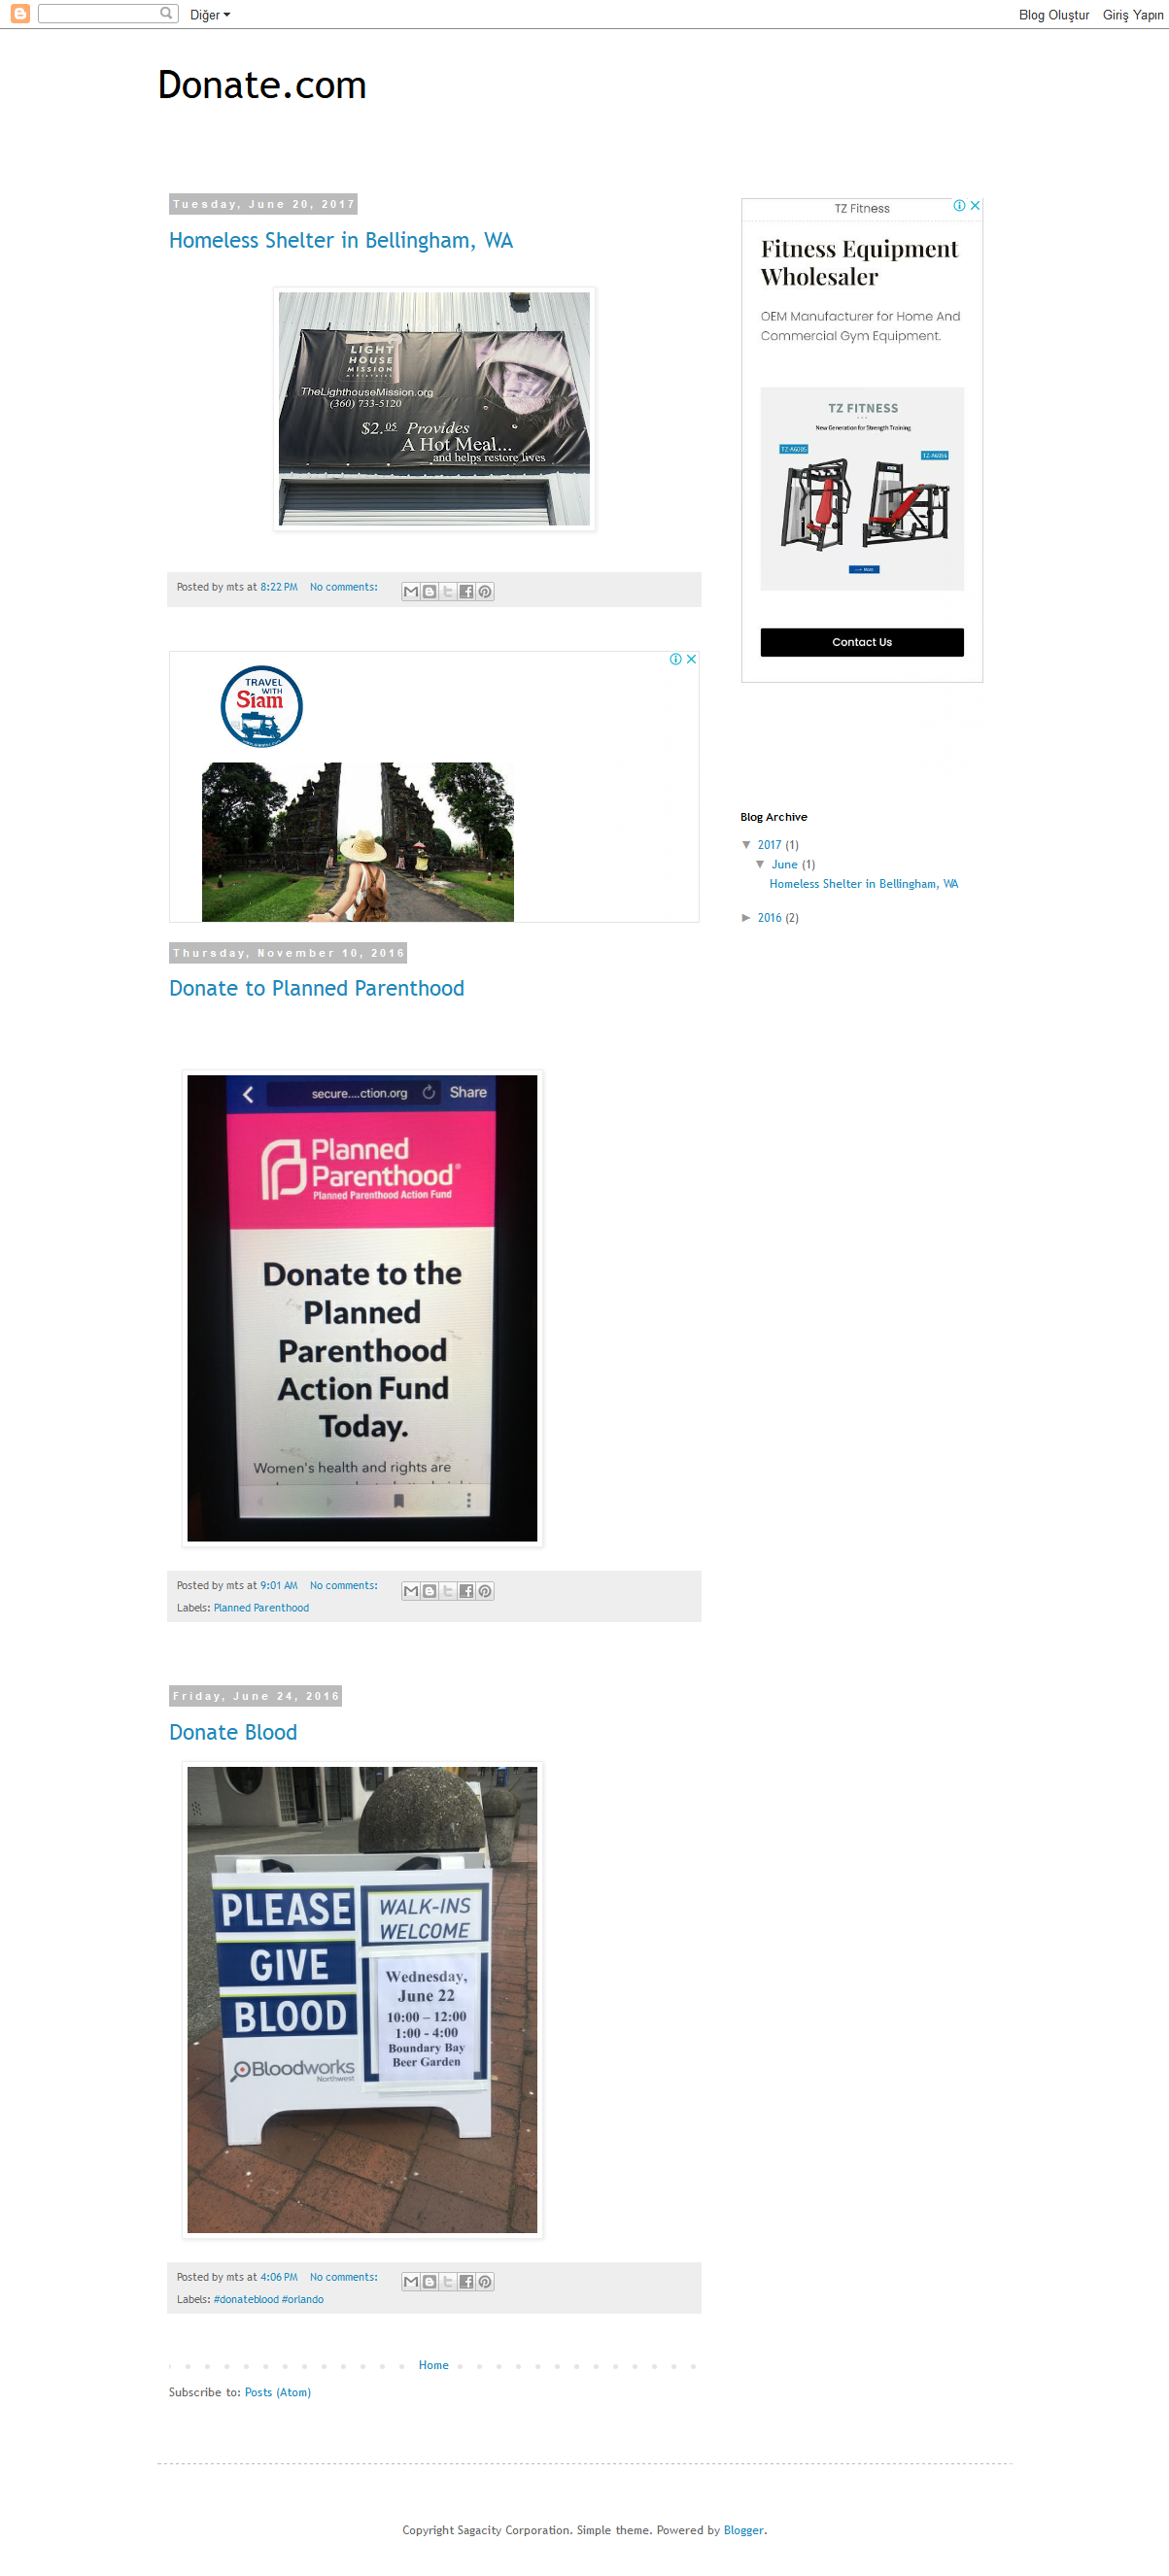 Diğer
Blog Oluştur Giriş Yapın
Donate.com
Tuesday, June 20, 2017
Homeless Shelter in Bellingham, WA
LIGHT
HOUSE
MISSION
MINISTRIES
TheLighthouseMission.org
(360) 733-5120
$2.05 Provides
A Hot Meal...
and helps restore lives
Posted by mts at 8:22 PM No comments:
TRAVEL
WITH
Siam
Thursday, November 10, 2016
Donate to Planned Parenthood
secure....ction.org Share
Planned
Parenthood®
Planned Parenthood Action Fund
Donate to the
Planned
Parenthood
Action Fund
Today.
Women's health and rights are
Posted by mts at 9:01 AM No comments:
Labels: Planned Parenthood
Friday, June 24, 2016
Donate Blood
PLEASE
GIVE
BLOOD
Bloodworks
Northwest
WALK-INS
WELCOME
Wednesday,
June 22
10:00 – 12:00
1:00 - 4:00
Boundary Bay
Beer Garden
Posted by mts at 4:06 PM No comments:
Labels: #donateblood #orlando
Home
Subscribe to: Posts (Atom)
TZ Fitness
Fitness Equipment
Wholesaler
OEM Manufacturer for Home And
Commercial Gym Equipment.
TZ FITNESS
New Generation for Strength Training
TZ-A6005
TZ-A6056
More
Contact Us
Blog Archive
▼ 2017 (1)
▼ June (1)
Homeless Shelter in Bellingham, WA
► 2016 (2)
Copyright Sagacity Corporation. Simple theme. Powered by Blogger.